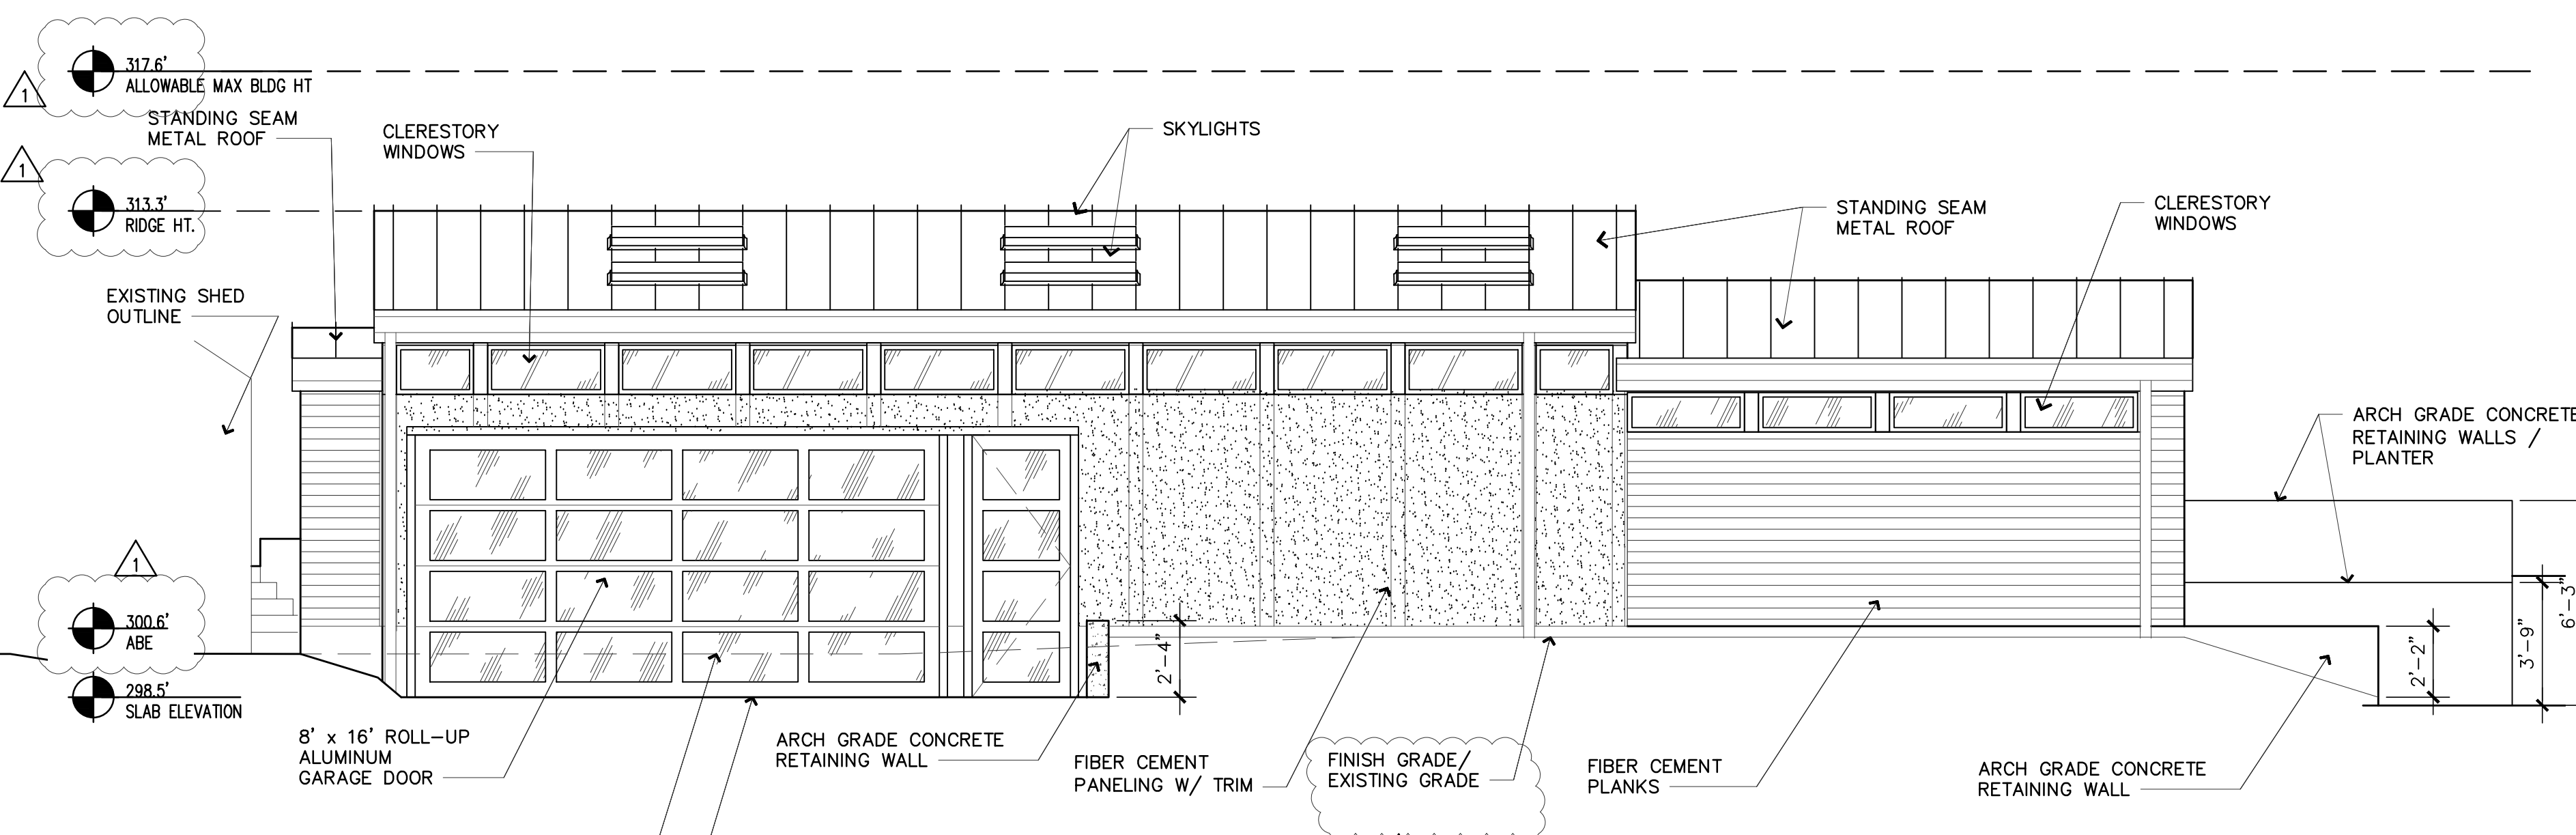 317.6'
ALLOWABLE MAX BLDG HT
1
STANDING SEAM
METAL ROOF
CLERESTORY
WINDOWS
SKYLIGHTS
1
313.3'
RIDGE HT.
STANDING SEAM
METAL ROOF
CLERESTORY
WINDOWS
EXISTING SHED
OUTLINE
ARCH GRADE CONCRETE
RETAINING WALLS /
PLANTER
1
300.6'
ABE
298.5'
SLAB ELEVATION
2'-4"
2'-2"
3'-9"
6'-3"
8' x 16' ROLL-UP
ALUMINUM
GARAGE DOOR
ARCH GRADE CONCRETE
RETAINING WALL
FIBER CEMENT
PANELING W/ TRIM
FINISH GRADE/
EXISTING GRADE
FIBER CEMENT
PLANKS
ARCH GRADE CONCRETE
RETAINING WALL